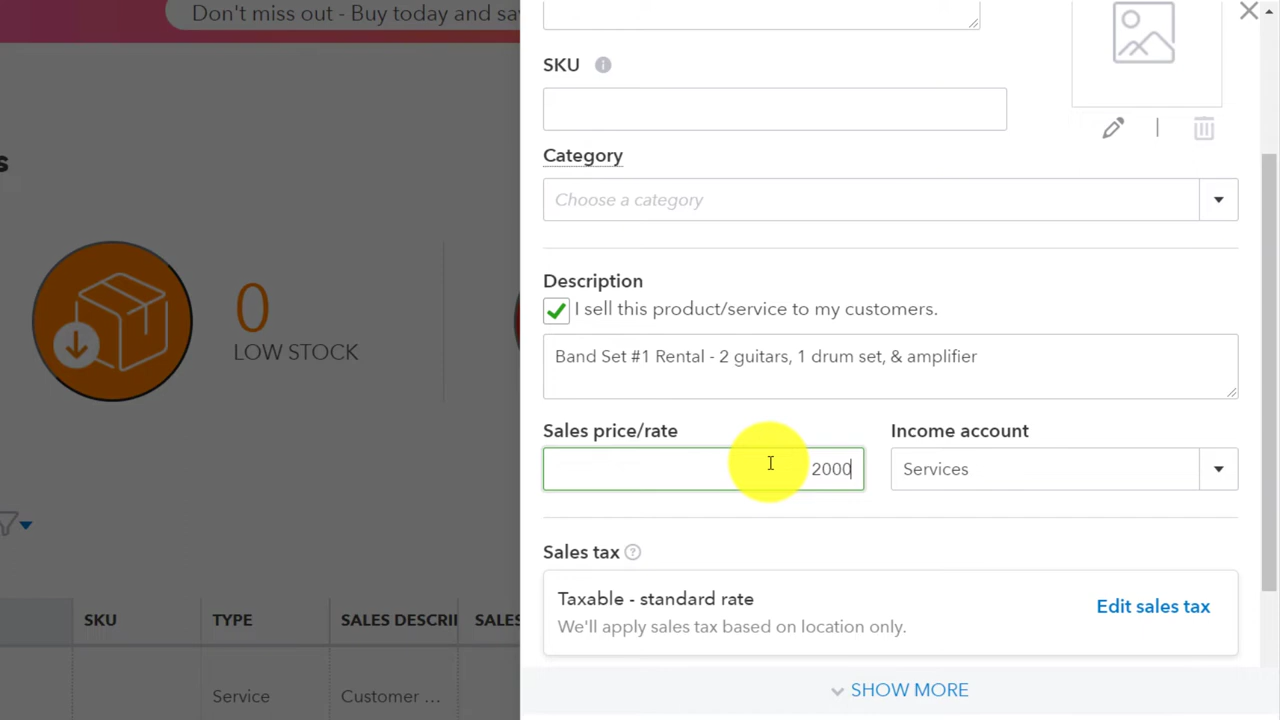 Don't miss out - Buy today and sa
SKU
Category
Choose a category
s
0
LOW STOCK
Description
I sell this product/service to my customers.
Band Set #1 Rental - 2 guitars, 1 drum set, & amplifier
Sales price/rate
Income account
2000
Services
Sales tax
Taxable - standard rate
We'll apply sales tax based on location only.
Edit sales tax
SKU
TYPE
SALES DESCRI
SALES
Service
Customer ...
SHOW MORE